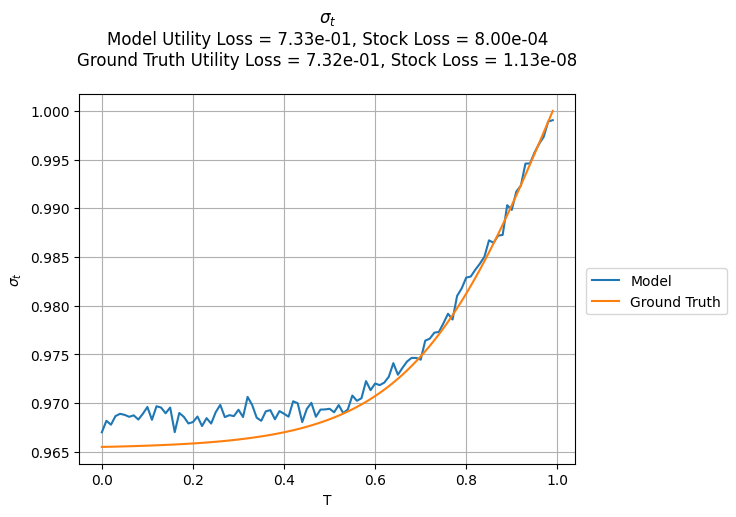 σt
Model Utility Loss = 7.33e-01, Stock Loss = 8.00e-04
Ground Truth Utility Loss = 7.32e-01, Stock Loss = 1.13e-08
1.000
0.995
0.990
0.985
0.980
0.975
0.970
0.965
σt
Model
Ground Truth
0.0 0.2 0.4 0.6 0.8 1.0
T